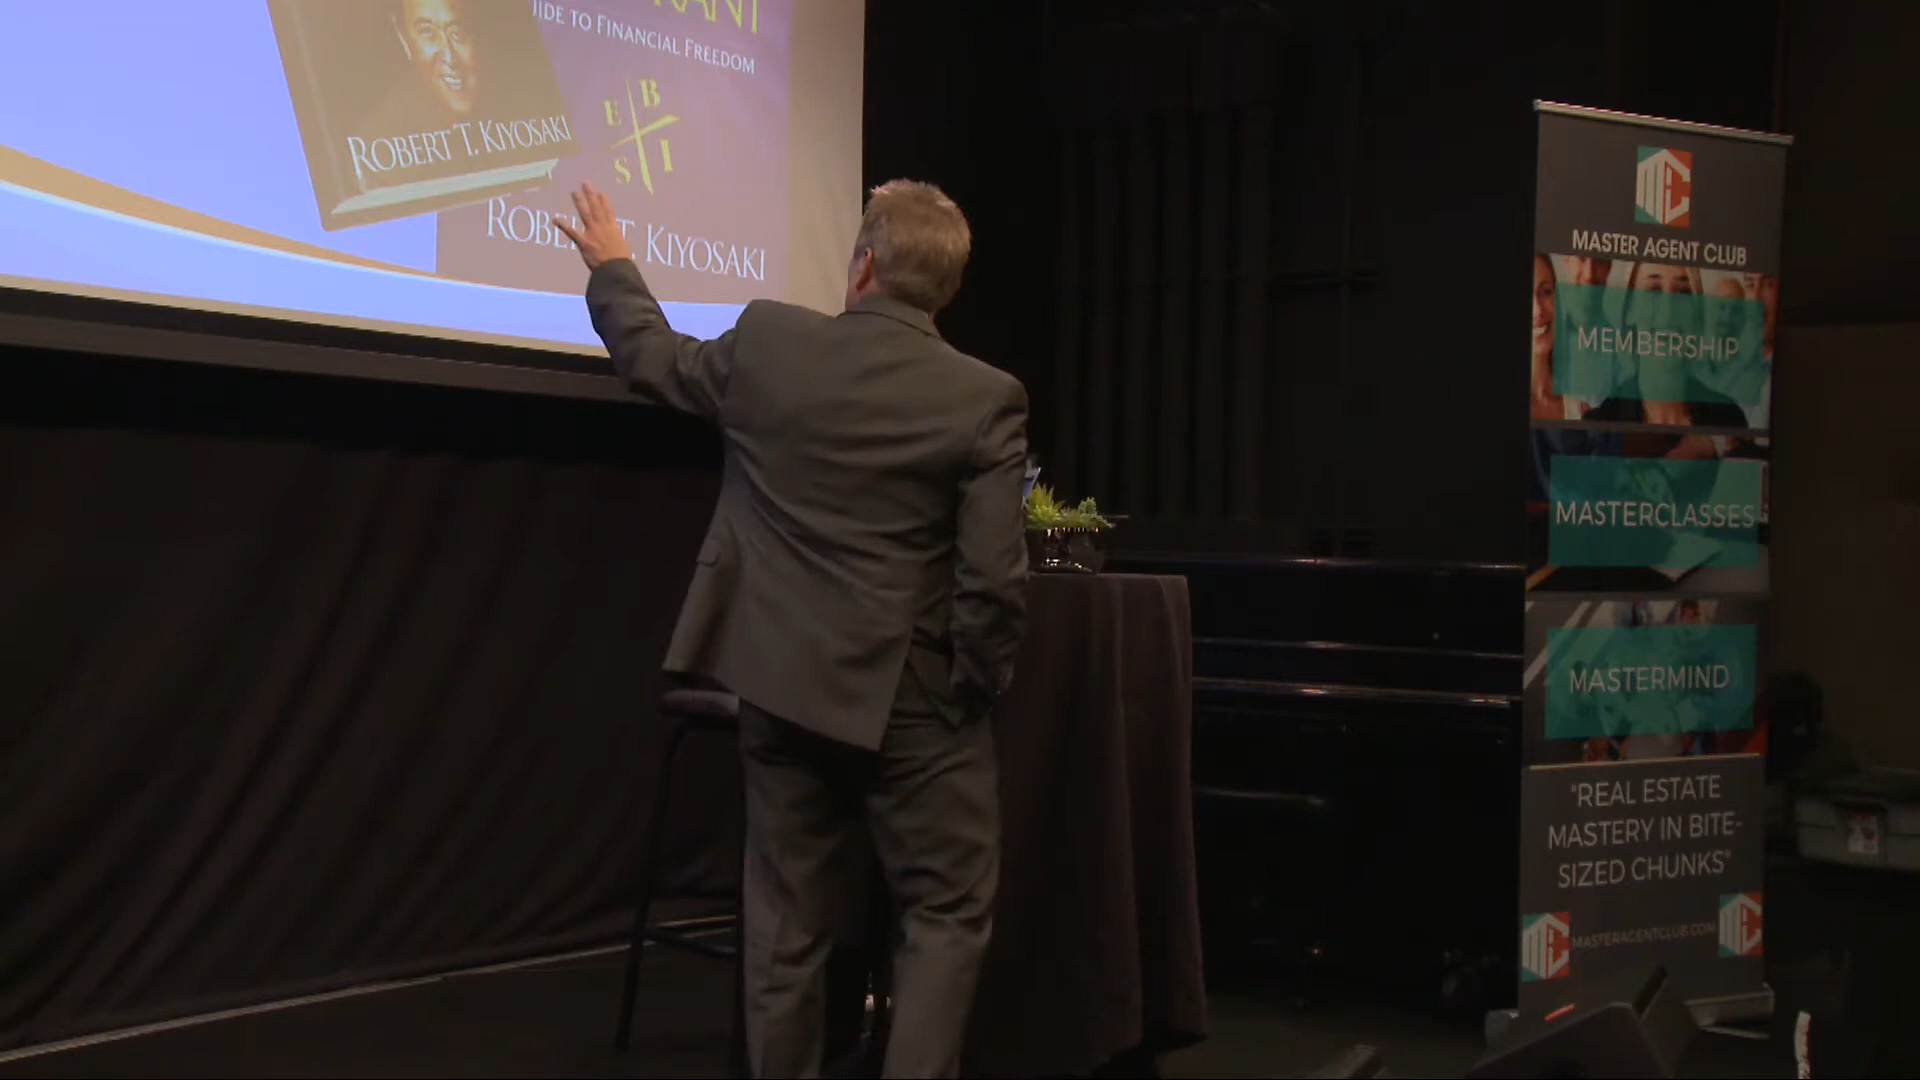 GUIDE TO FINANCIAL FREEDOM
E B
S I
ROBERT T. KIYOSAKI
T. KIYOSAKI
MASTER AGENT CLUB
MEMBERSHIP
MASTERCLASSES
MASTERMIND
"REAL ESTATE
MASTERY IN BITE-
SIZED CHUNKS"
MASTERAGENTCLUB.COM